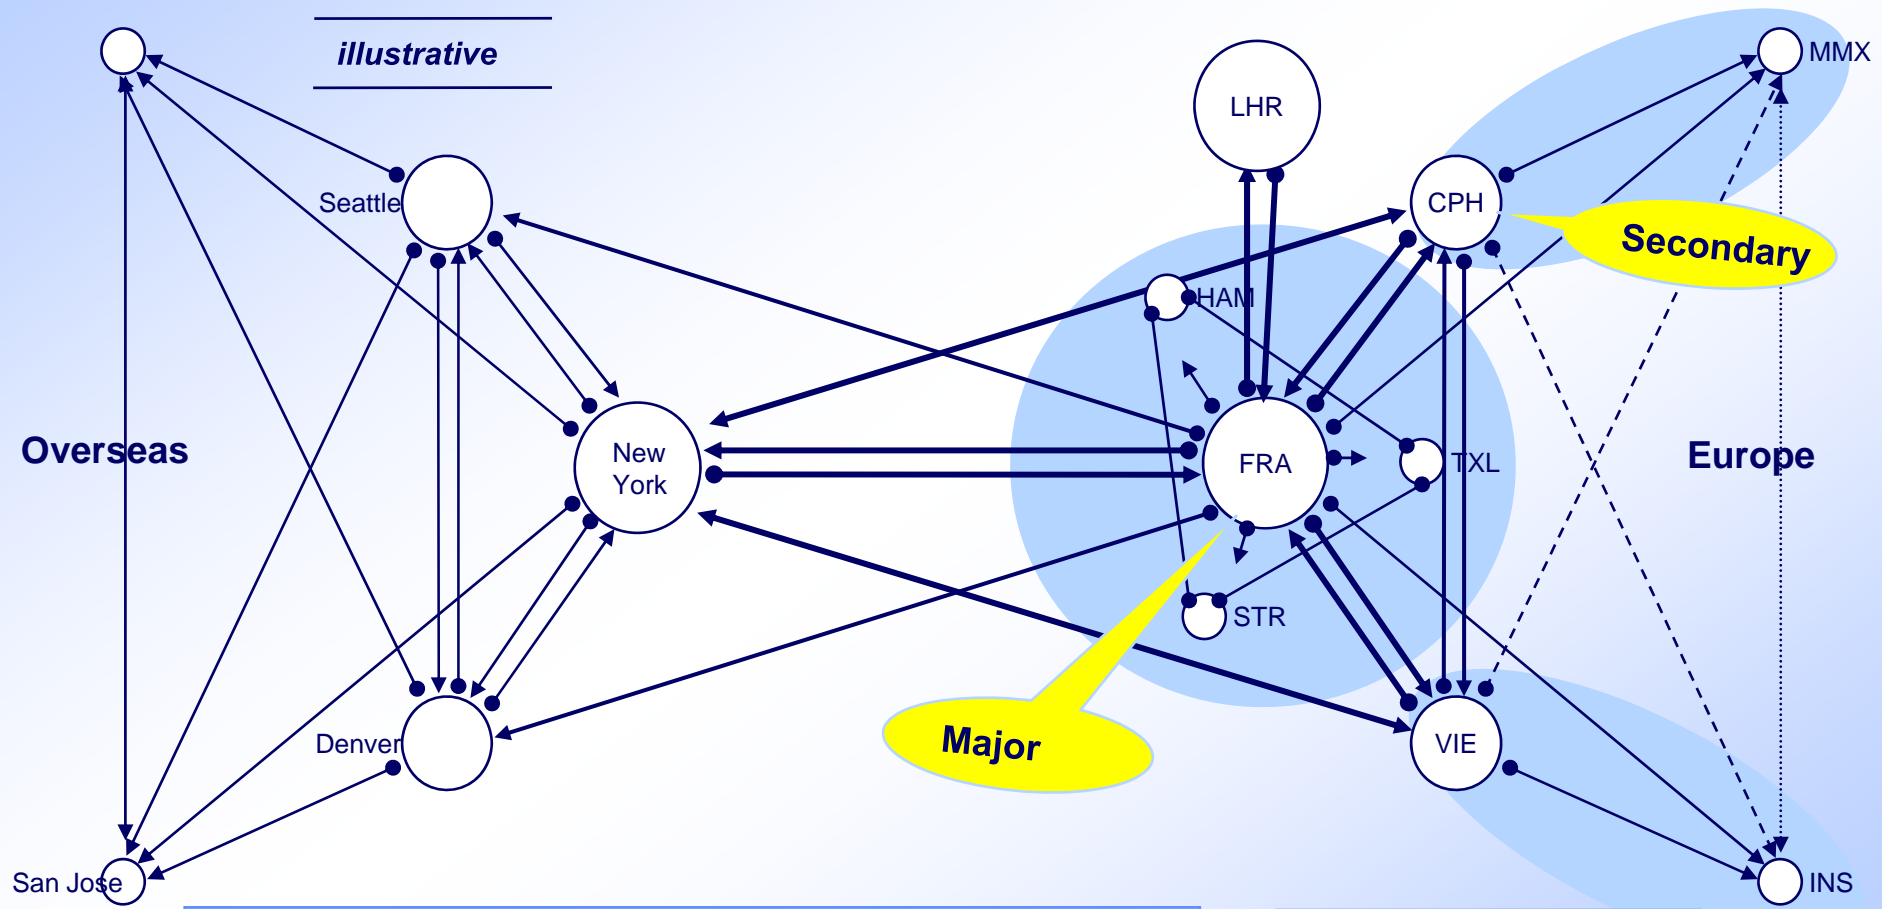 illustrative
MMX
LHR
Seattle
CPH
Secondary
HAM
Overseas
New
York
FRA
TXL
Europe
STR
Denver
Major
VIE
San Jose
INS